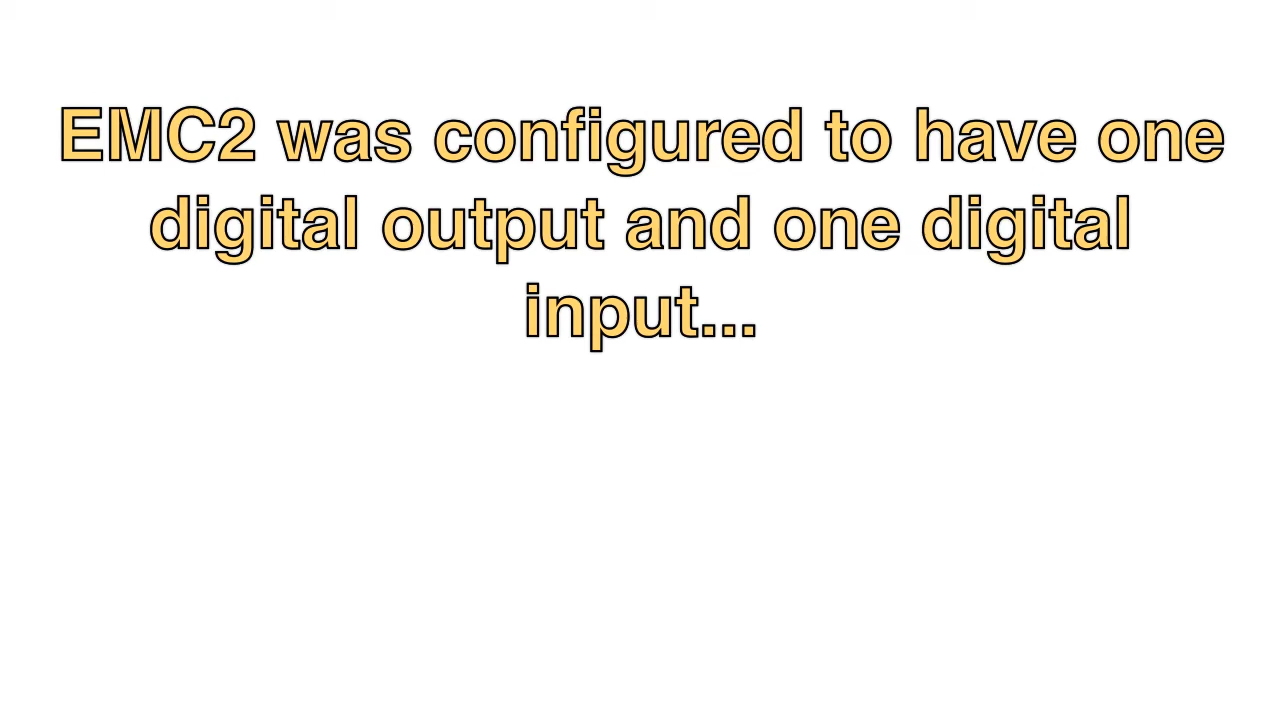 EMC2 was configured to have one
digital output and one digital
input...